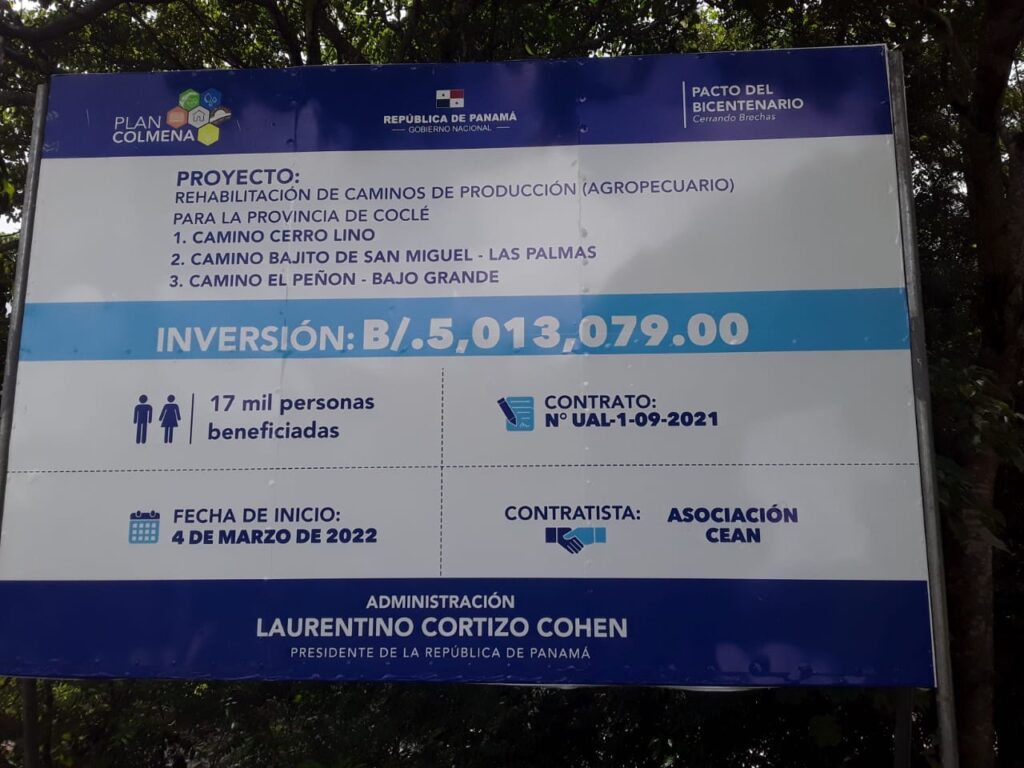 PLAN
COLMENA
REPÚBLICA DE PANAMÁ
GOBIERNO NACIONAL
PACTO DEL
BICENTENARIO
Cerrando Brechas
PROYECTO:
REHABILITACIÓN DE CAMINOS DE PRODUCCIÓN (AGROPECUARIO)
PARA LA PROVINCIA DE COCLÉ
1. CAMINO CERRO LINO
2. CAMINO BAJITO DE SAN MIGUEL - LAS PALMAS
3. CAMINO EL PEÑON - BAJO GRANDE
INVERSIÓN: B/.5,013,079.00
17 mil personas
beneficiadas
CONTRATO:
N° UAL-1-09-2021
FECHA DE INICIO:
4 DE MARZO DE 2022
CONTRATISTA:
ASOCIACIÓN
CEAN
ADMINISTRACIÓN
LAURENTINO CORTIZO COHEN
PRESIDENTE DE LA REPÚBLICA DE PANAMÁ